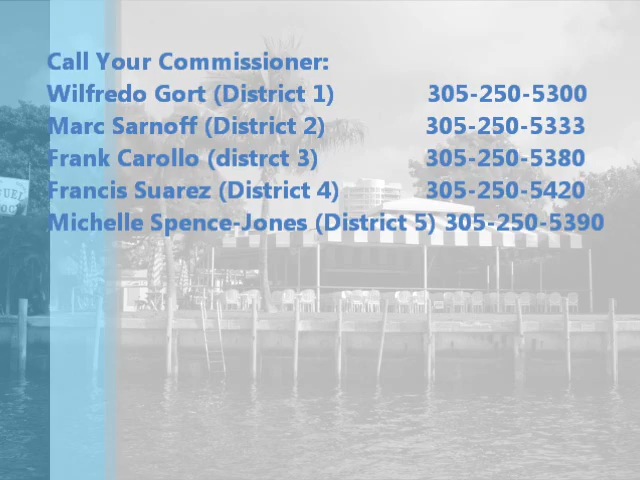 Call Your Commissioner:
Wilfredo Gort (District 1) 305-250-5300
Marc Sarnoff (District 2) 305-250-5333
Frank Carollo (distrct 3) 305-250-5380
Francis Suarez (District 4) 305-250-5420
Michelle Spence-Jones (District 5) 305-250-5390